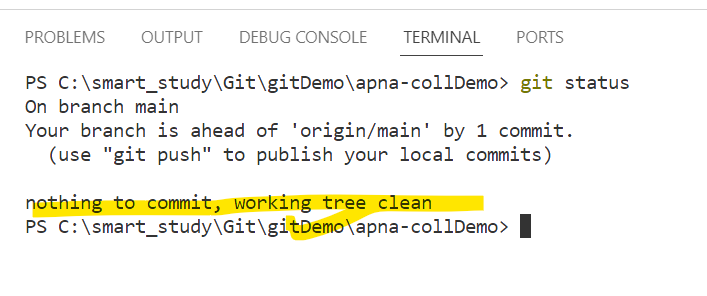 PROBLEMS OUTPUT DEBUG CONSOLE TERMINAL PORTS
PS C:\smart_study\Git\gitDemo\apna-collDemo> git status
On branch main
Your branch is ahead of 'origin/main' by 1 commit.
  (use "git push" to publish your local commits)

nothing to commit, working tree clean
PS C:\smart_study\Git\gitDemo\apna-collDemo>